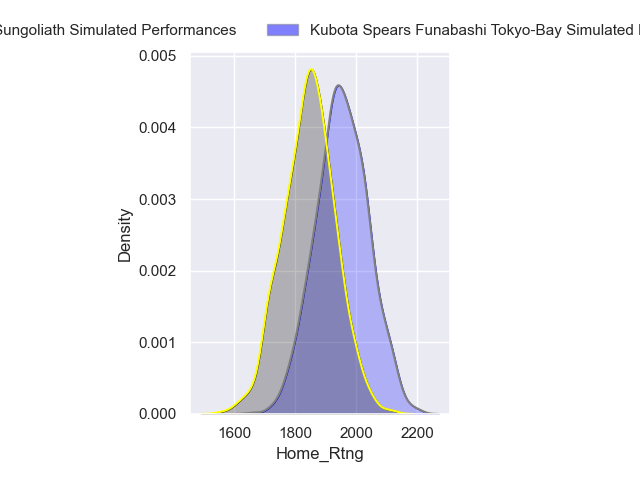 Sungoliath Simulated Performances Kubota Spears Funabashi Tokyo-Bay Simulated
0.005
0.004
0.003
0.002
0.001
0.000
Density
1600 1800 2000 2200
Home_Rtng